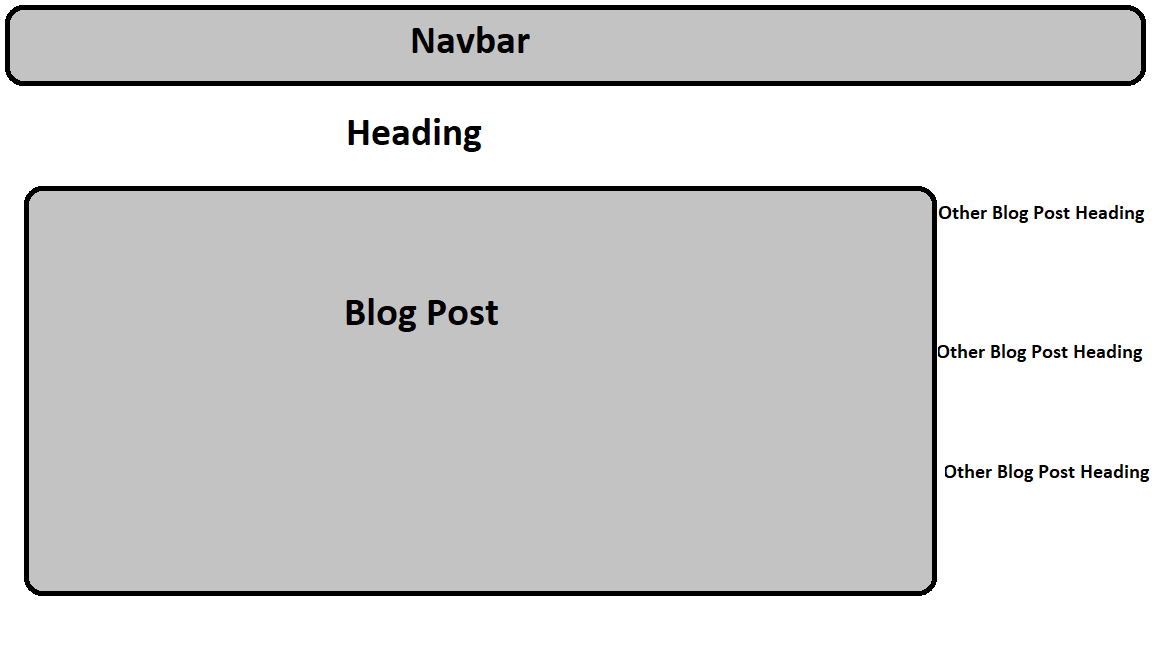 Navbar
Heading
Blog Post
Other Blog Post Heading
Other Blog Post Heading
Other Blog Post Heading